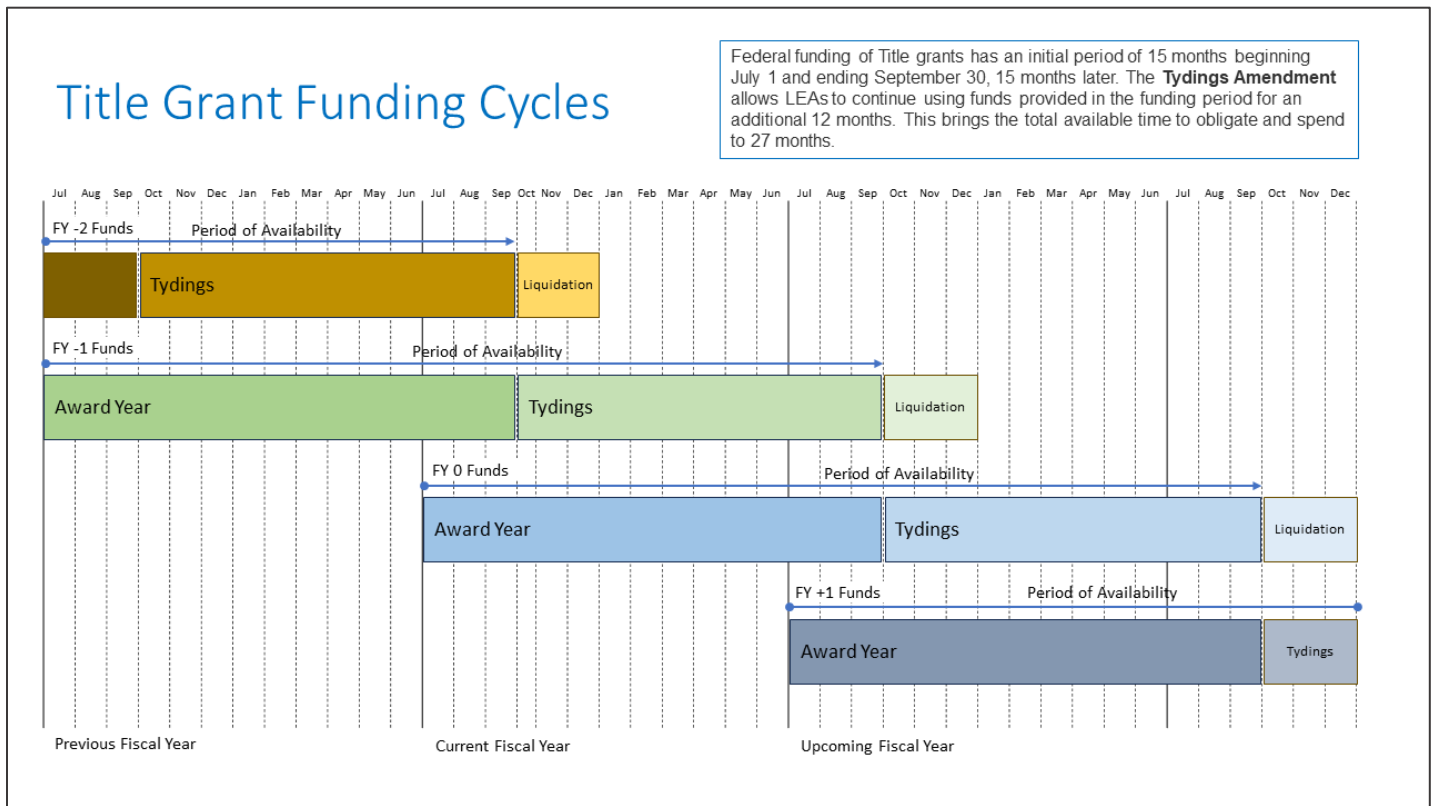 Title Grant Funding Cycles
Federal funding of Title grants has an initial period of 15 months beginning
July 1 and ending September 30, 15 months later. The Tydings Amendment
allows LEAs to continue using funds provided in the funding period for an
additional 12 months. This brings the total available time to obligate and spend
to 27 months.
Jul Aug Sep Oct Nov Dec Jan Feb Mar Apr May Jun Jul Aug Sep Oct Nov Dec Jan Feb Mar Apr May Jun Jul Aug Sep Oct Nov Dec Jan Feb Mar Apr May Jun Jul Aug Sep Oct Nov Dec
FY -2 Funds Period of Availability
Tydings Liquidation
FY -1 Funds Period of Availability
Award Year Tydings Liquidation
FY 0 Funds Period of Availability
Award Year Tydings Liquidation
FY +1 Funds Period of Availability
Award Year Tydings
Previous Fiscal Year Current Fiscal Year Upcoming Fiscal Year